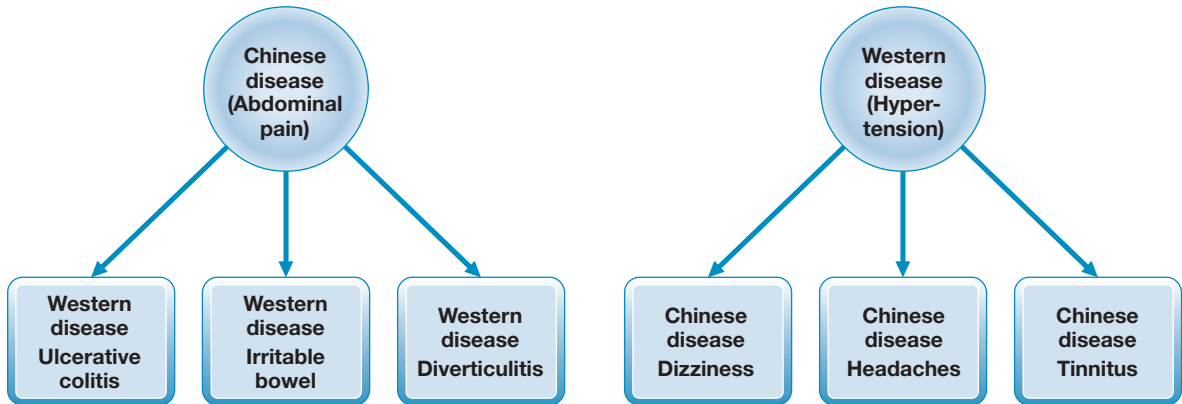 Chinese
disease
(Abdominal
pain)
Western
disease
Ulcerative
colitis
Western
disease
Irritable
bowel
Western
disease
Diverticulitis
Western
disease
(Hyper-
tension)
Chinese
disease
Dizziness
Chinese
disease
Headaches
Chinese
disease
Tinnitus